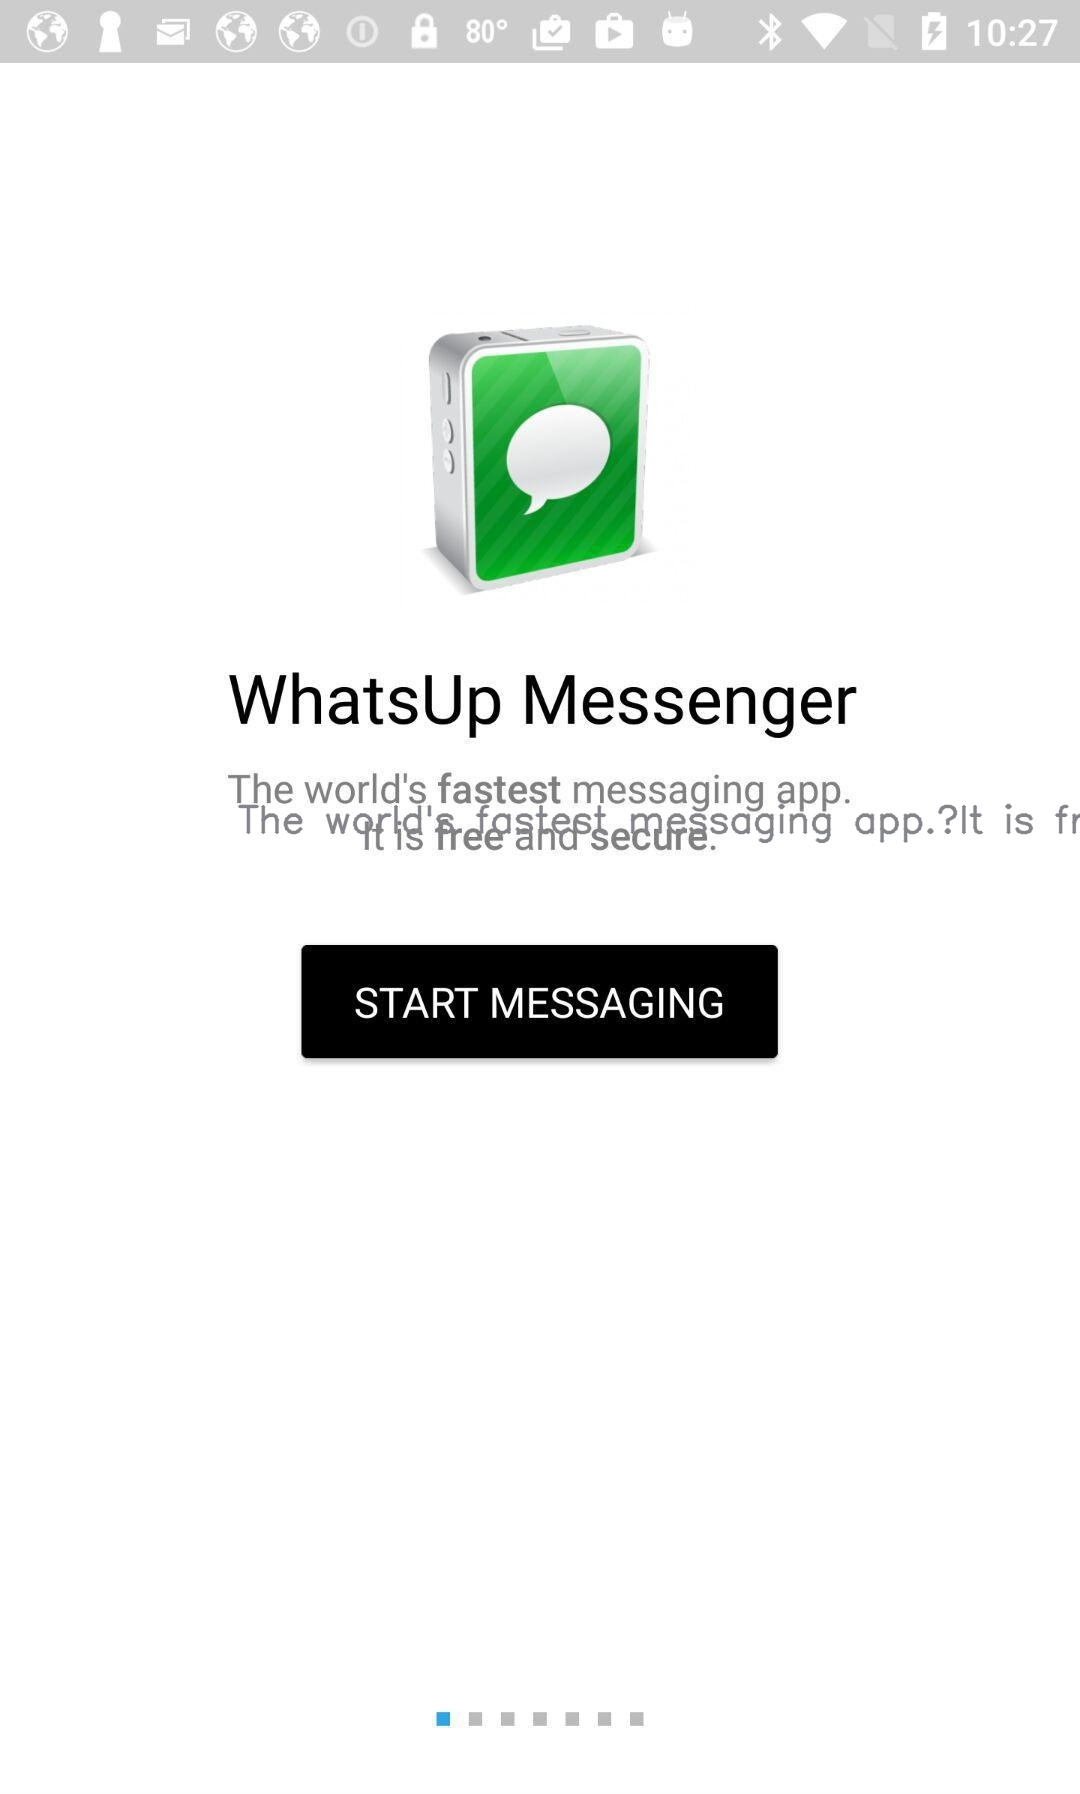 80° 10:27
WhatsUp Messenger
The world's fastest messaging app.
The world's fastest messaging app.?It is fr
It is free and secure.
START MESSAGING